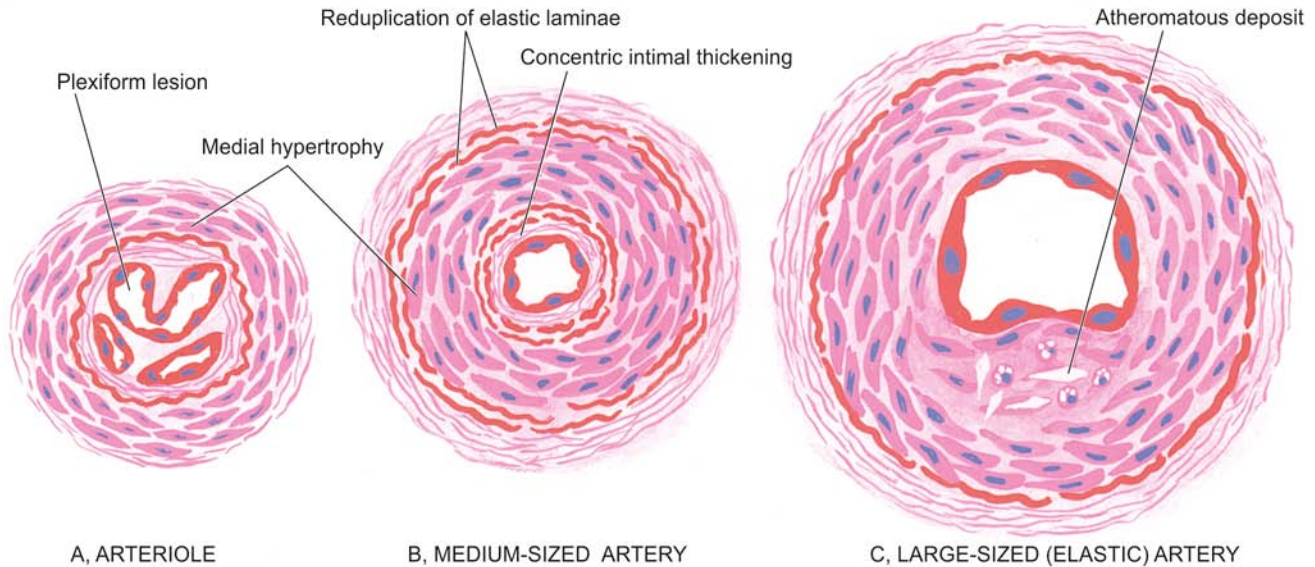 Reduplication of elastic laminae
Atheromatous deposit
Concentric intimal thickening
Plexiform lesion
Medial hypertrophy
A, ARTERIOLE
B, MEDIUM-SIZED ARTERY
C, LARGE-SIZED (ELASTIC) ARTERY